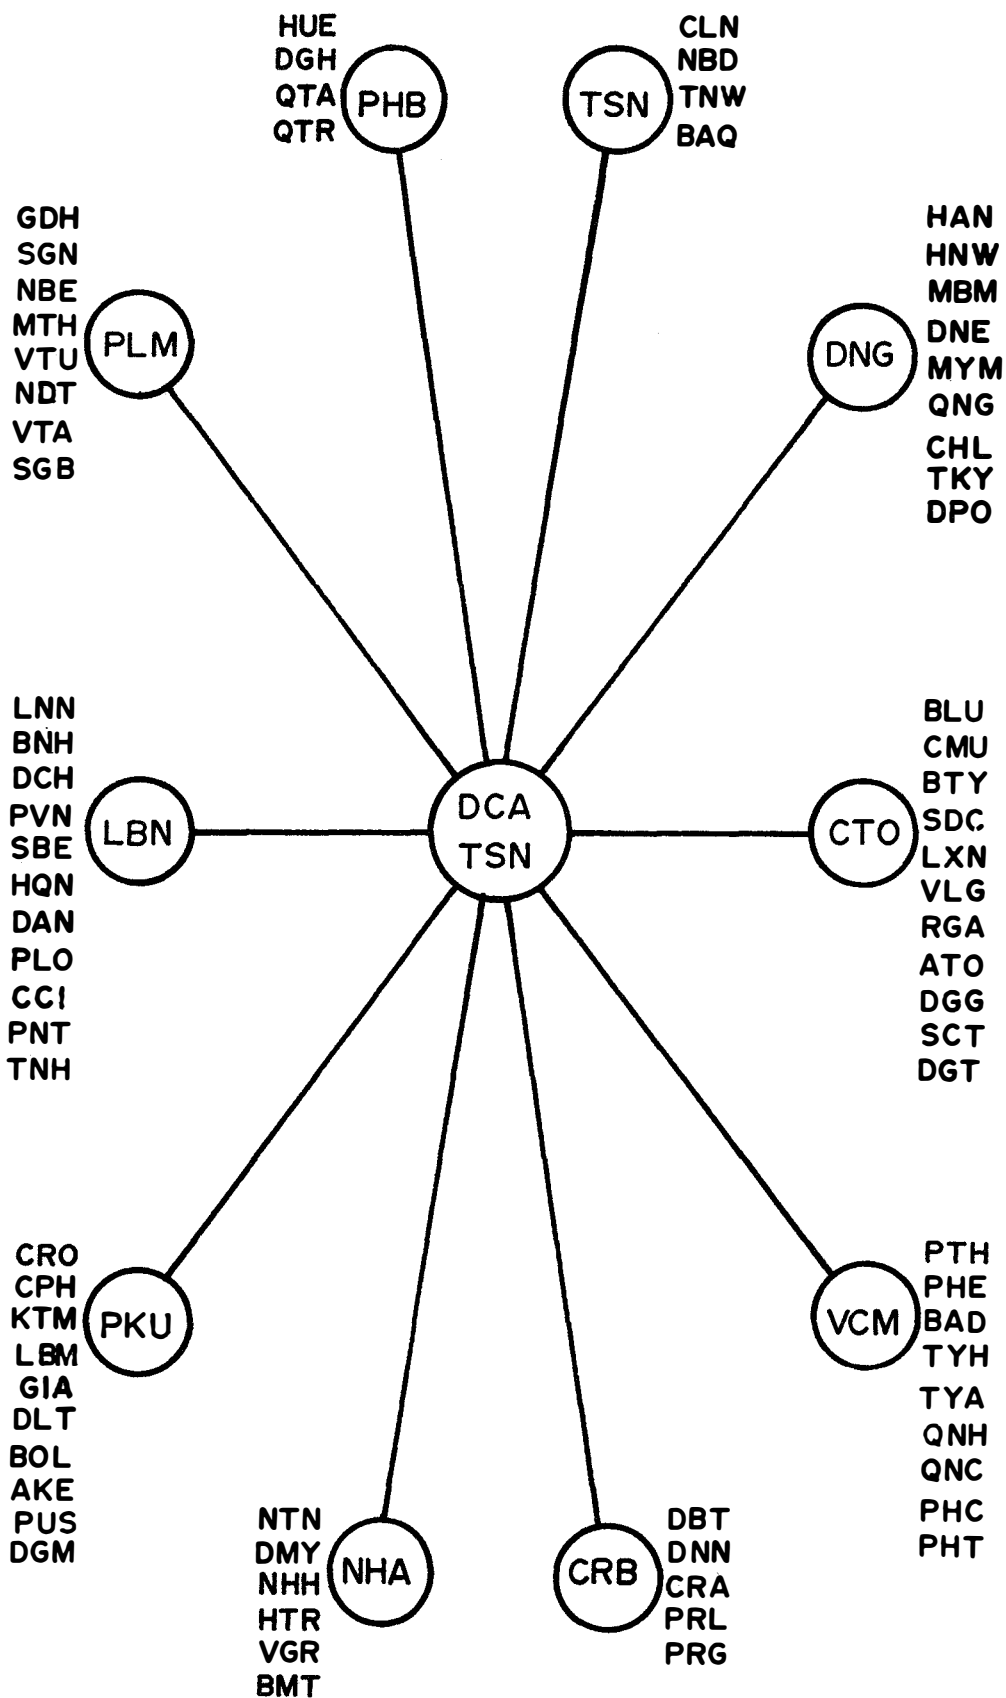 HUE
DGH
QTA
QTR
PHB
TSN
CLN
NBD
TNW
BAQ
GDH
SGN
NBE
MTH
VTU
NDT
VTA
SGB
PLM
DNG
HAN
HNW
MBM
DNE
MYM
QNG
CHL
TKY
DPO
LNN
BNH
DCH
PVN
SBE
HQN
DAN
PLO
CCI
PNT
TNH
LBN
DCA
TSN
CTO
BLU
CMU
BTY
SDC
LXN
VLG
RGA
ATO
DGG
SCT
DGT
CRO
CPH
KTM
LBM
GIA
DLT
BOL
AKE
PUS
DGM
PKU
VCM
PTH
PHE
BAD
TYH
TYA
QNH
QNC
PHC
PHT
NTN
DMY
NHH
HTR
VGR
BMT
NHA
CRB
DBT
DNN
CRA
PRL
PRG